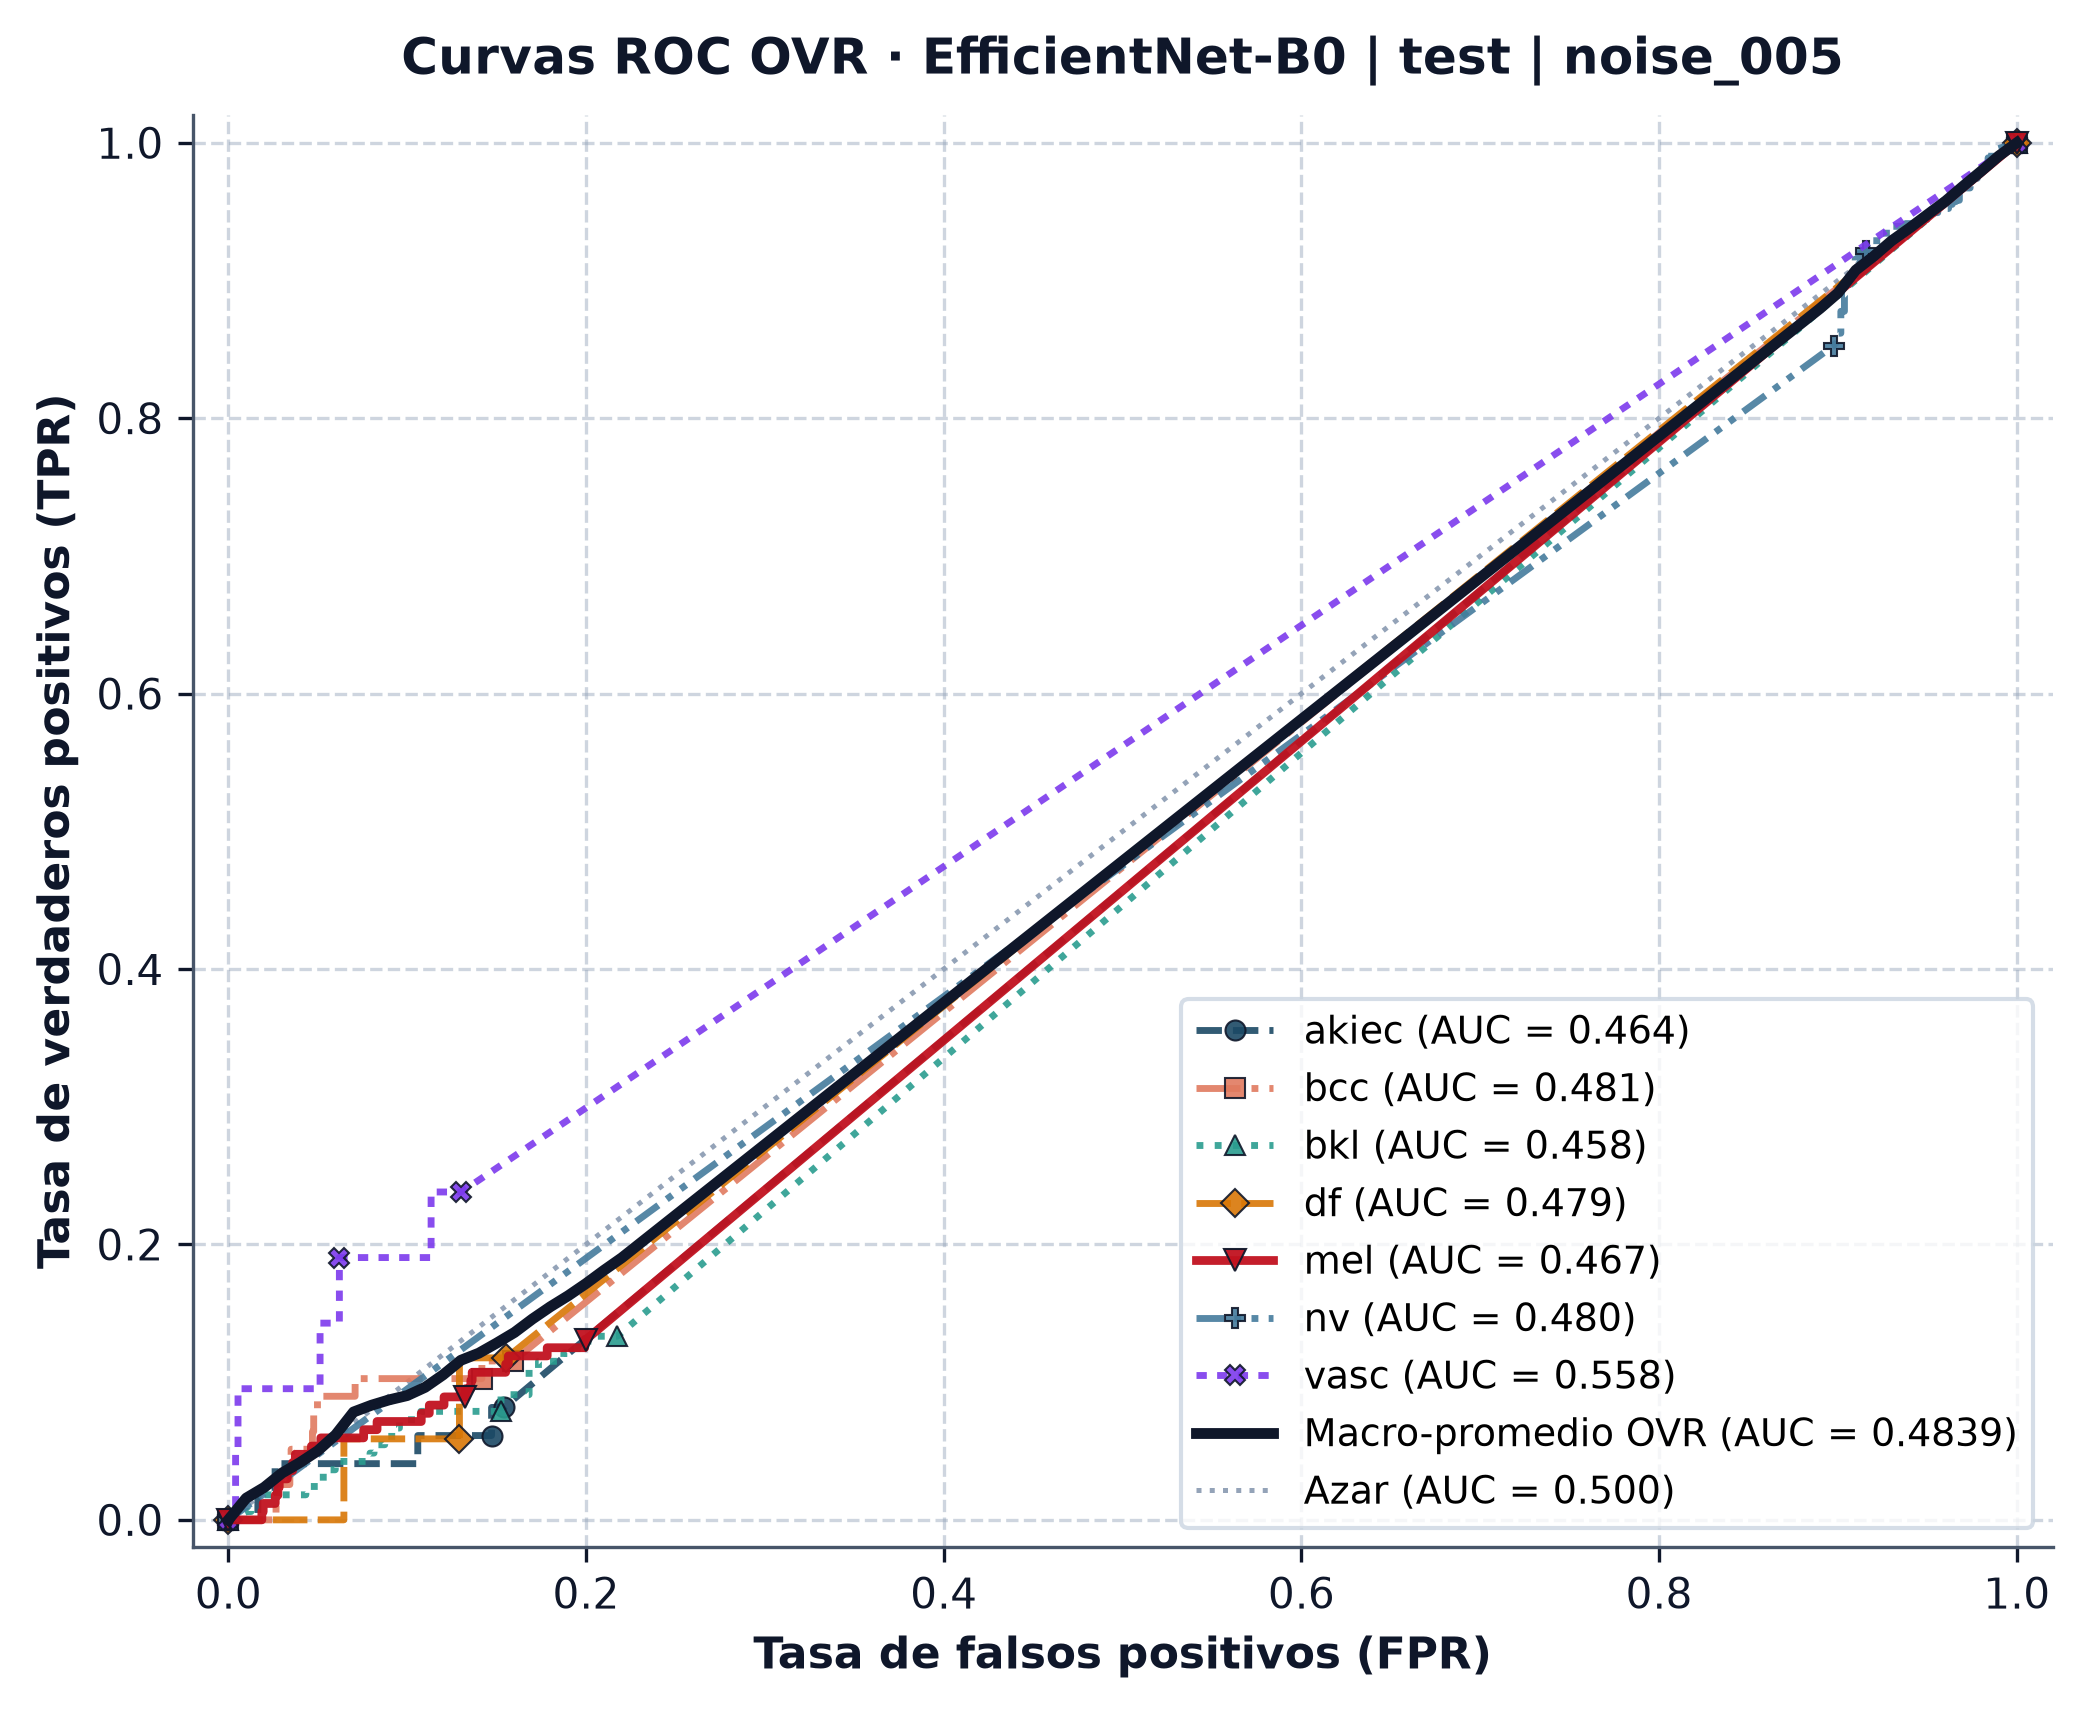 Curvas ROC OVR · EfficientNet-B0 | test | noise_005
Tasa de verdaderos positivos (TPR)
1.0
0.8
0.6
0.4
0.2
0.0
akiec (AUC = 0.464)
bcc (AUC = 0.481)
bkl (AUC = 0.458)
df (AUC = 0.479)
mel (AUC = 0.467)
nv (AUC = 0.480)
vasc (AUC = 0.558)
Macro-promedio OVR (AUC = 0.4839)
Azar (AUC = 0.500)
0.0 0.2 0.4 0.6 0.8 1.0
Tasa de falsos positivos (FPR)